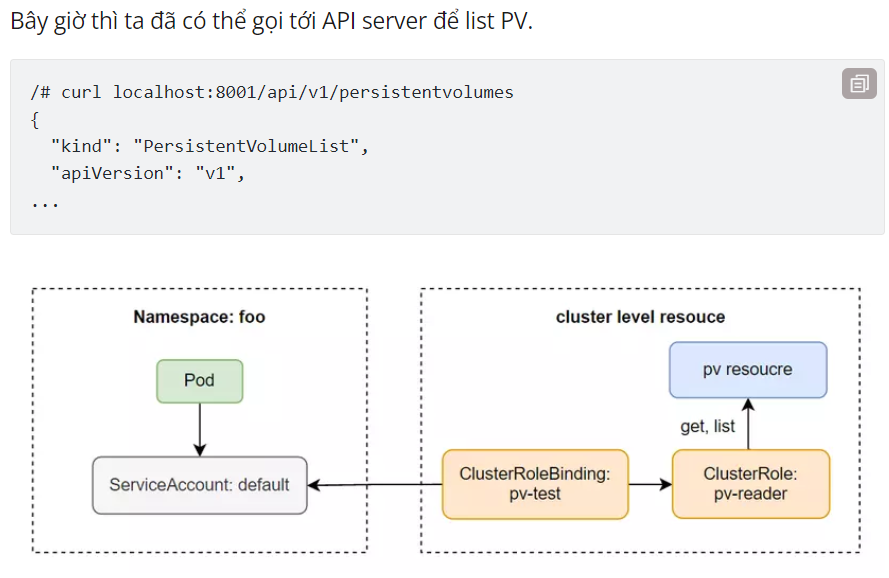 Bây giờ thì ta đã có thể gọi tới API server để list PV.
/# curl localhost:8001/api/v1/persistentvolumes
{
  "kind": "PersistentVolumeList",
  "apiVersion": "v1",
...
Namespace: foo
cluster level resouce
Pod
pv resoucre
get, list
ServiceAccount: default
ClusterRoleBinding:
pv-test
ClusterRole:
pv-reader